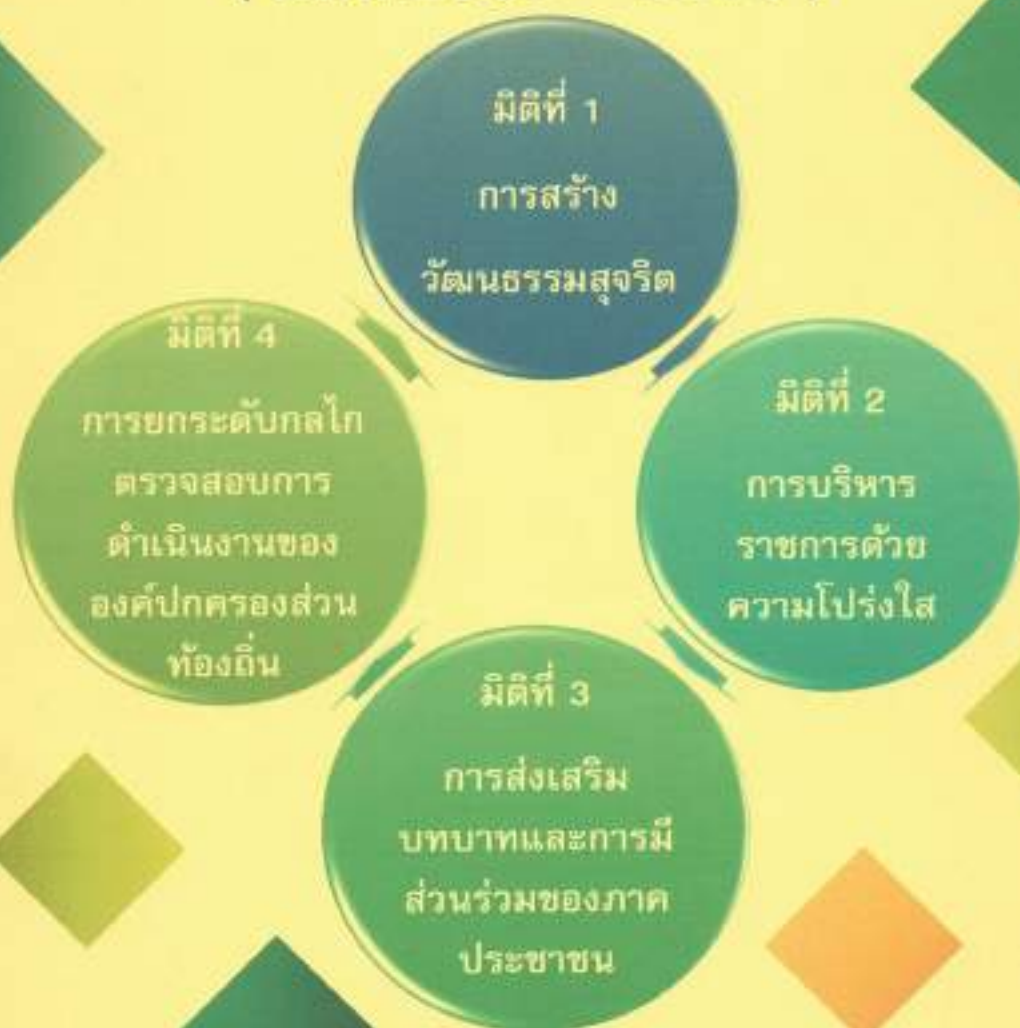 มิติที่ 1
การสร้าง
วัฒนธรรมสุจริต
มิติที่ 2
การบริหาร
ราชการด้วย
ความโปร่งใส
มิติที่ 3
การส่งเสริม
บทบาทและการมี
ส่วนร่วมของภาค
ประชาชน
มิติที่ 4
การยกระดับกลไก
ตรวจสอบการ
ดำเนินงานของ
องค์ปกครองส่วน
ท้องถิ่น